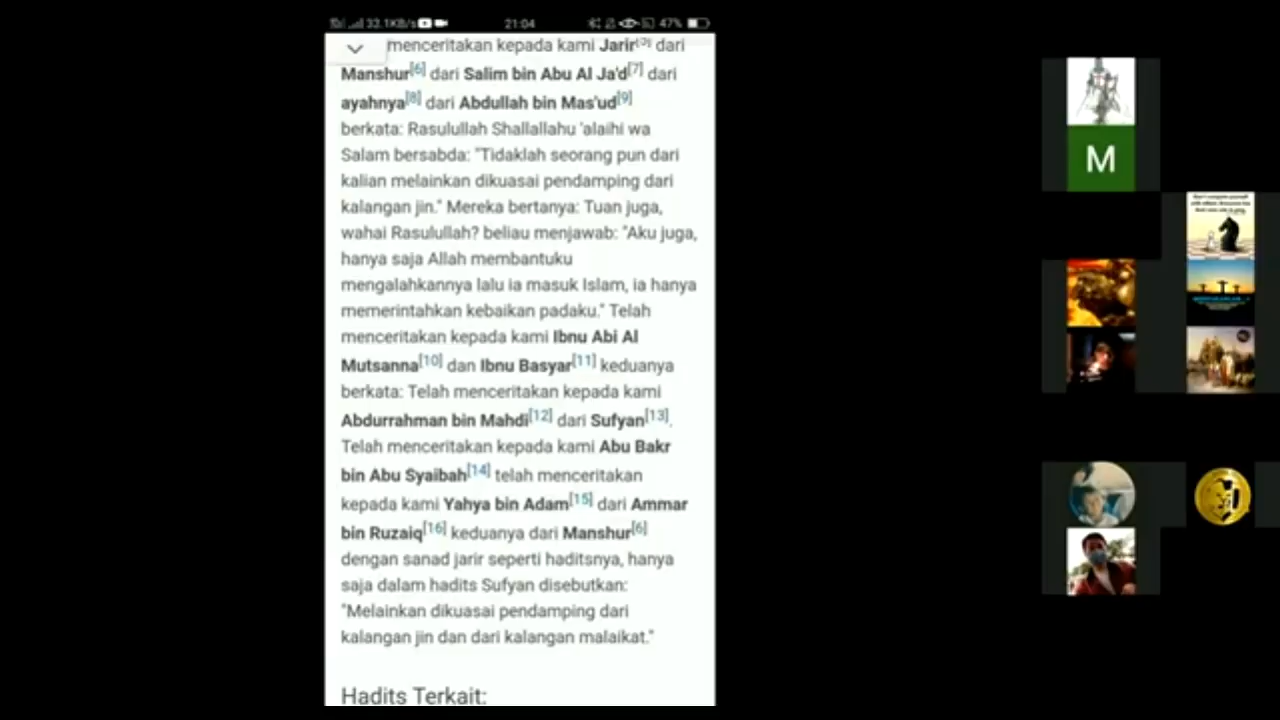 33.1KB/s 21:04 47%
menceritakan kepada kami Jarir[5] dari
Manshur[6] dari Salim bin Abu Al Ja'd[7] dari
ayahnya[8] dari Abdullah bin Mas'ud[9]
berkata: Rasulullah Shallallahu 'alaihi wa
Salam bersabda: "Tidaklah seorang pun dari
kalian melainkan dikuasai pendamping dari
kalangan jin." Mereka bertanya: Tuan juga,
wahai Rasulullah? beliau menjawab: "Aku juga,
hanya saja Allah membantuku
mengalahkannya lalu ia masuk Islam, ia hanya
memerintahkan kebaikan padaku." Telah
menceritakan kepada kami Ibnu Abi Al
Mutsanna[10] dan Ibnu Basyar[11] keduanya
berkata: Telah menceritakan kepada kami
Abdurrahman bin Mahdi[12] dari Sufyan[13].
Telah menceritakan kepada kami Abu Bakr
bin Abu Syaibah[14] telah menceritakan
kepada kami Yahya bin Adam[15] dari Ammar
bin Ruzaiq[16] keduanya dari Manshur[6]
dengan sanad jarir seperti haditsnya, hanya
saja dalam hadits Sufyan disebutkan:
"Melainkan dikuasai pendamping dari
kalangan jin dan dari kalangan malaikat."
Hadits Terkait:
M